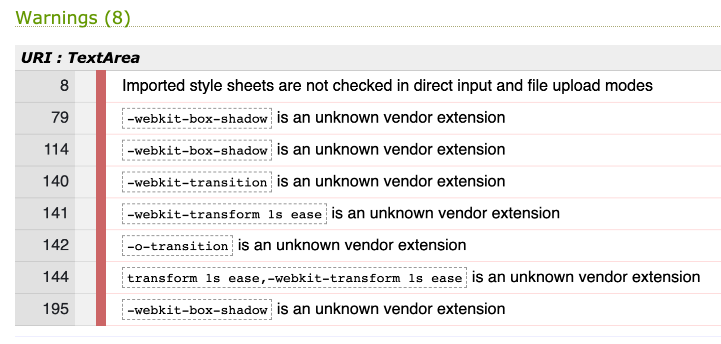 Warnings (8)
URI : TextArea
8 Imported style sheets are not checked in direct input and file upload modes
79 -webkit-box-shadow is an unknown vendor extension
114 -webkit-box-shadow is an unknown vendor extension
140 -webkit-transition is an unknown vendor extension
141 -webkit-transform 1s ease is an unknown vendor extension
142 -o-transition is an unknown vendor extension
144 transform 1s ease,-webkit-transform 1s ease is an unknown vendor extension
195 -webkit-box-shadow is an unknown vendor extension